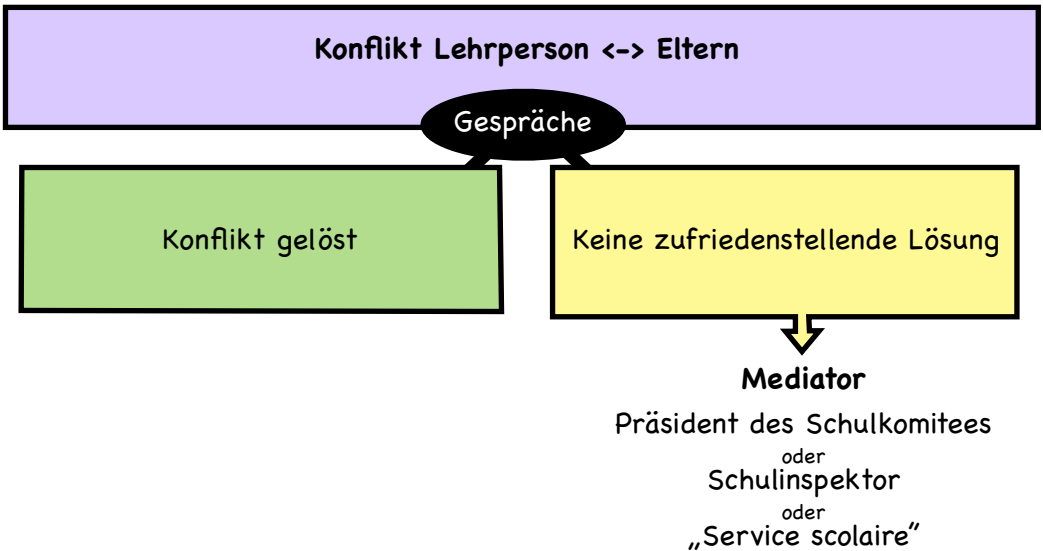 Konflikt Lehrperson <-> Eltern
Gespräche
Konflikt gelöst
Keine zufriedenstellende Lösung
Mediator
Präsident des Schulkomitees
oder
Schulinspektor
oder
„Service scolaire”